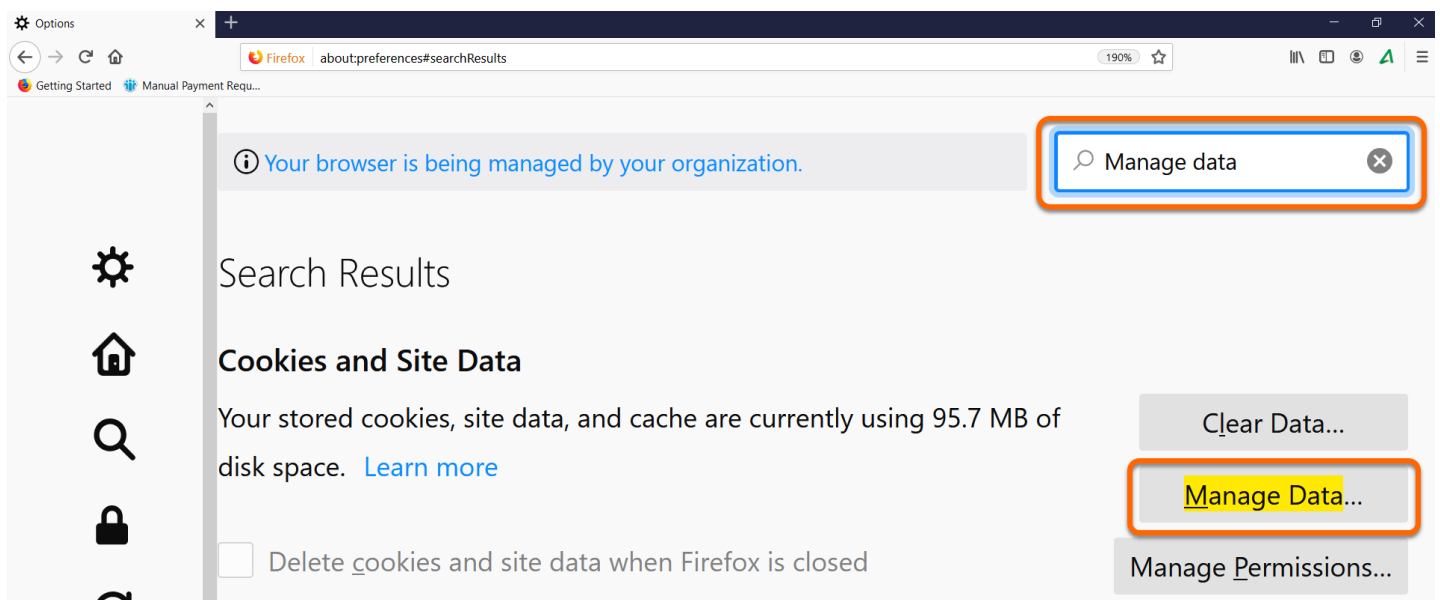 Options
Firefox about:preferences#searchResults 190%
Getting Started Manual Payment Requ...
Your browser is being managed by your organization.
Manage data
Search Results
Cookies and Site Data
Your stored cookies, site data, and cache are currently using 95.7 MB of
disk space. Learn more
Clear Data...
Manage Data...
Delete cookies and site data when Firefox is closed
Manage Permissions...